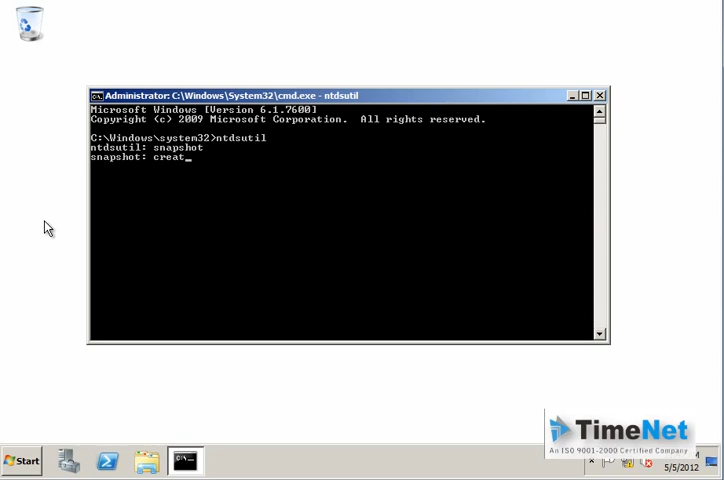 Administrator: C:\Windows\System32\cmd.exe - ntdsutil
Microsoft Windows [Version 6.1.7600]
Copyright (c) 2009 Microsoft Corporation.  All rights reserved.
C:\Windows\system32>ntdsutil
ntdsutil: snapshot
snapshot: creat_
TimeNet
An ISO 9001-2000 Certified Company
Start
5/5/2012